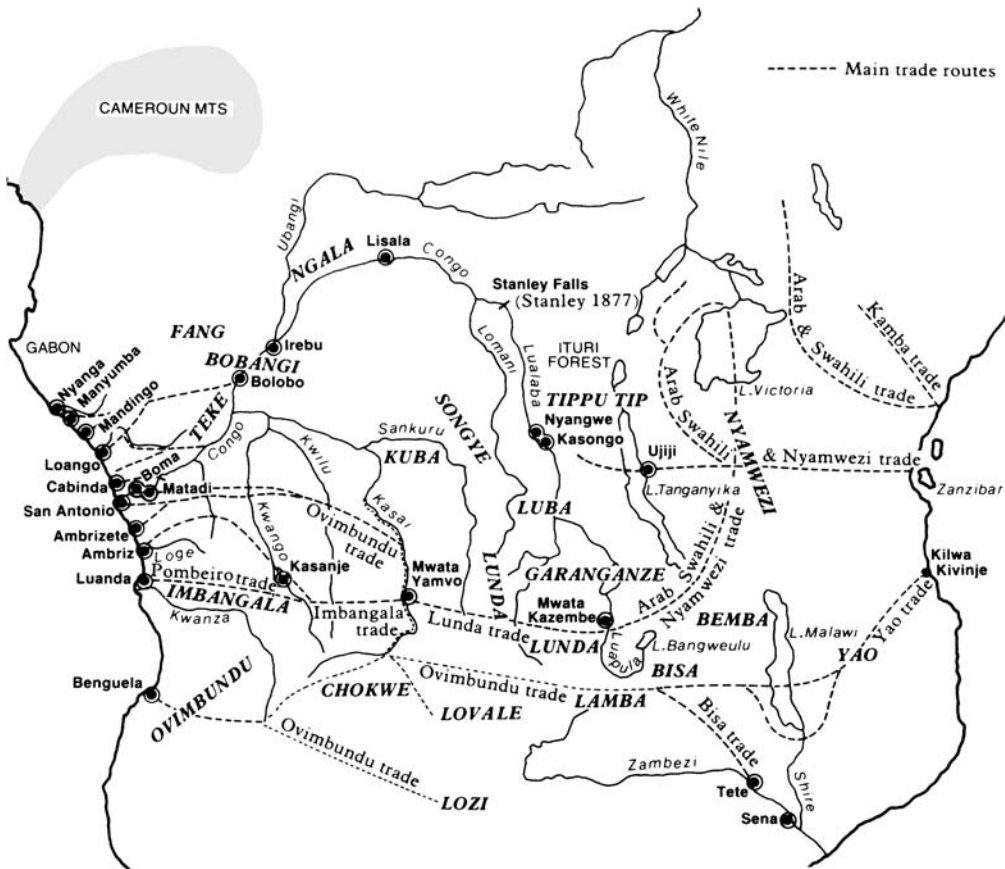 Main trade routes
CAMEROUN MTS
White Nile
Ubangi
Lisala
NGALA
Congo
Stanley Falls
(Stanley 1877)
Arab & Swahili trade
Kamba trade
FANG
GABON
Irebu
BOBANGI
Bolobo
ITURI
FOREST
Lomani
Lualaba
L.Victoria
Nyanga
Manyumba
Mandingo
TEKE
Congo
Arab Swahili
NYAMWEZI
TIPPU TIP
Nyangwe
Kasongo
SONGYE
Sankuru
KUBA
Kwilu
Loango
Boma
Cabinda
Matadi
San Antonio
Ujiji
& Nyamwezi trade
L.Tanganyika
Zanzibar
Ovimbundu
trade
Kasai
LUBA
Ambrizete
Ambriz
Loge
Kwango
Kasanje
Luanda
Pombeiro trade
IMBANGALA
Imbangala
trade
Mwata
Yamvo
LUNDA
GARANGANZE
Arab Swahili &
Nyamwezi trade
Kilwa
Kivinje
Mwata
Kazembe
Lunda trade
LUNDA
Luapula
L.Bangweulu
BEMBA
L.Malawi
Yao trade
YAO
Kwanza
BISA
Benguela
OVIMBUNDU
CHOKWE
Ovimbundu trade
LOVALE
LAMBA
Ovimbundu trade
LOZI
Bisa trade
Zambezi
Tete
Shire
Sena